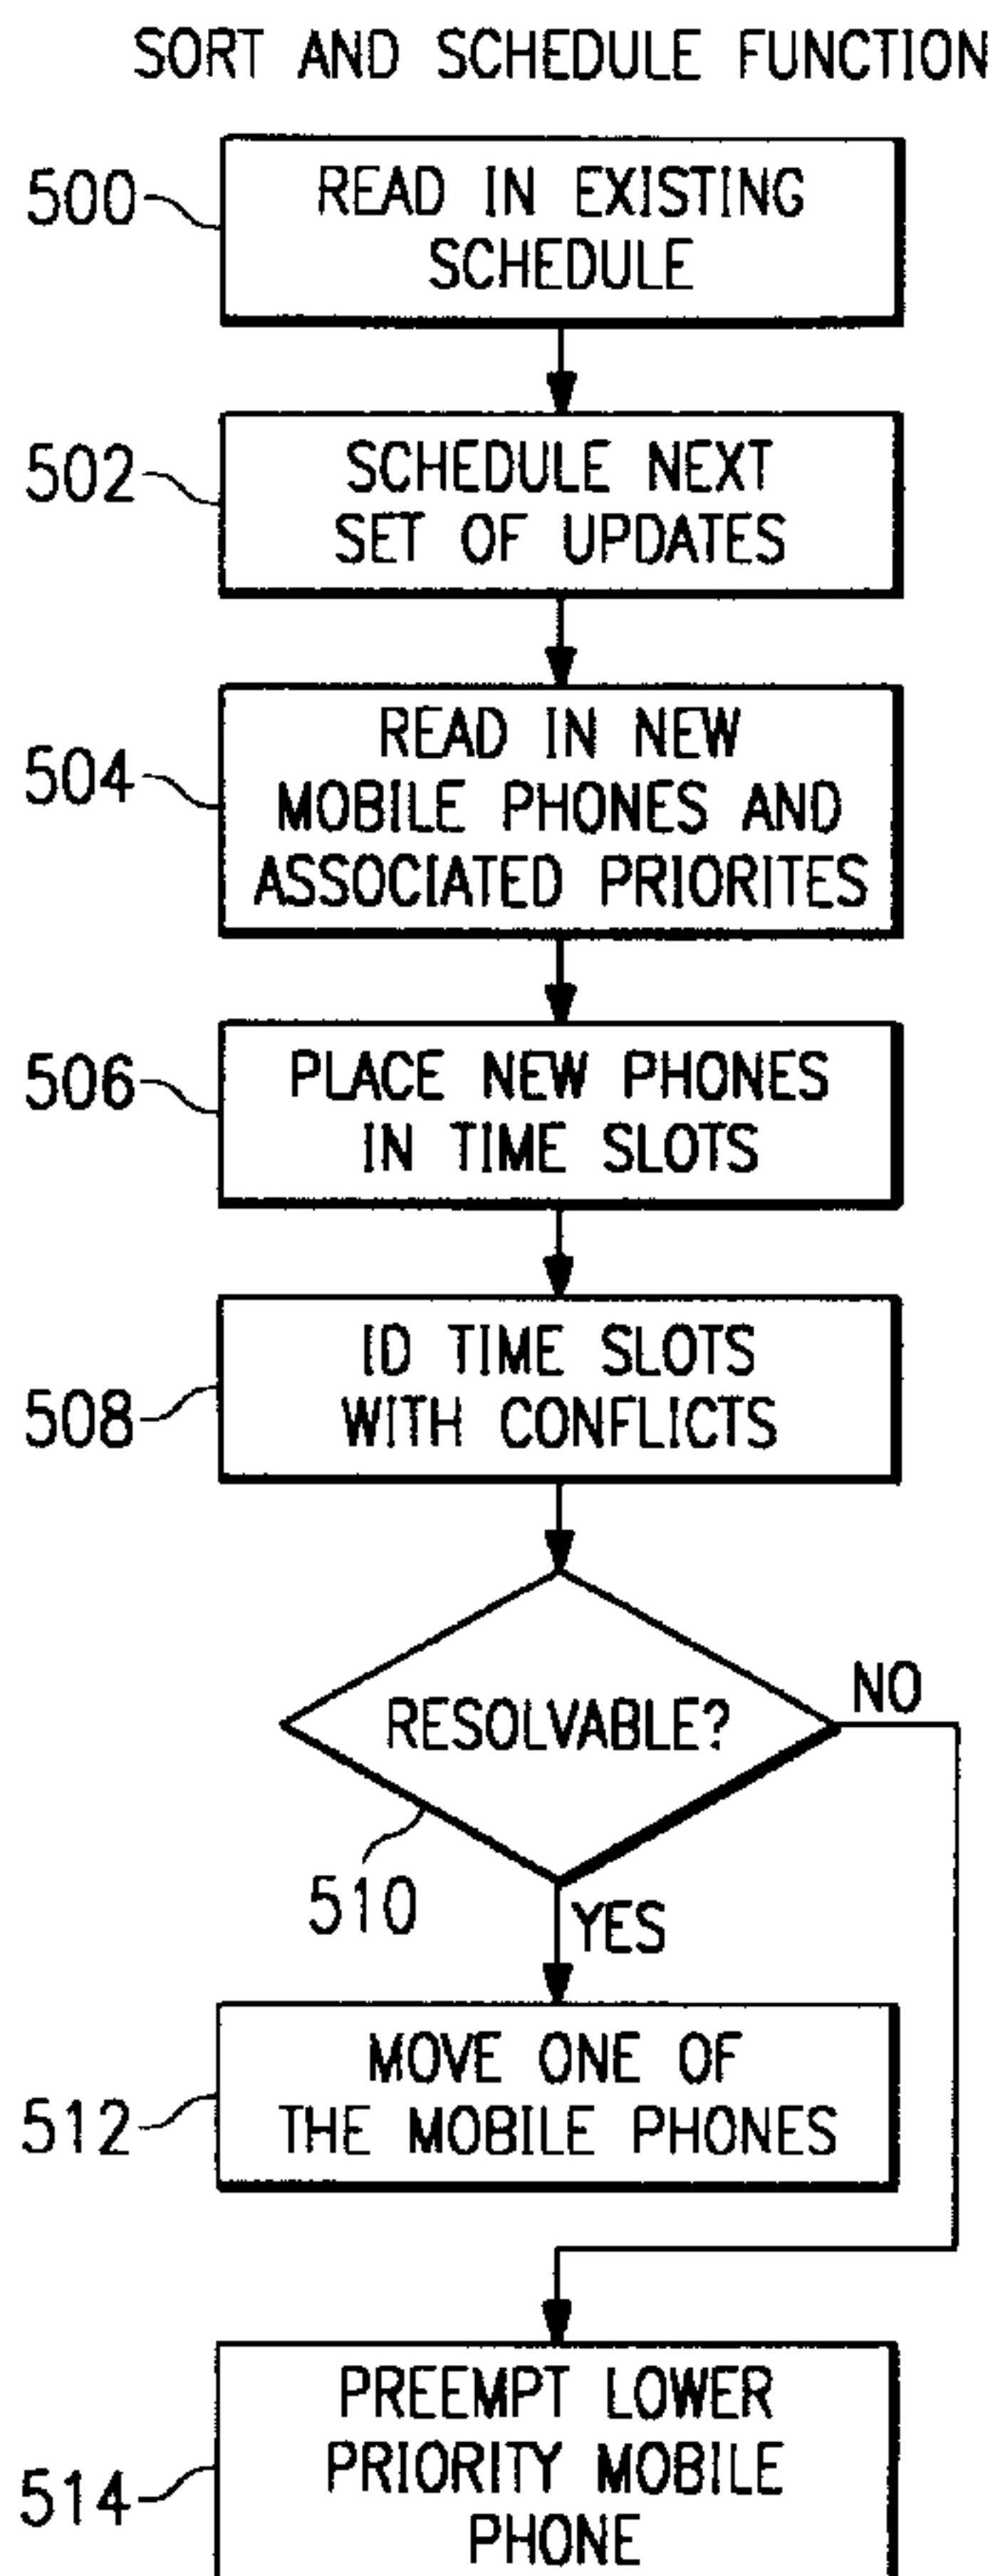 SORT AND SCHEDULE FUNCTION
500
READ IN EXISTING
SCHEDULE
502
SCHEDULE NEXT
SET OF UPDATES
504
READ IN NEW
MOBILE PHONES AND
ASSOCIATED PRIORITES
506
PLACE NEW PHONES
IN TIME SLOTS
508
ID TIME SLOTS
WITH CONFLICTS
RESOLVABLE?
NO
510
YES
512
MOVE ONE OF
THE MOBILE PHONES
514
PREEMPT LOWER
PRIORITY MOBILE
PHONE